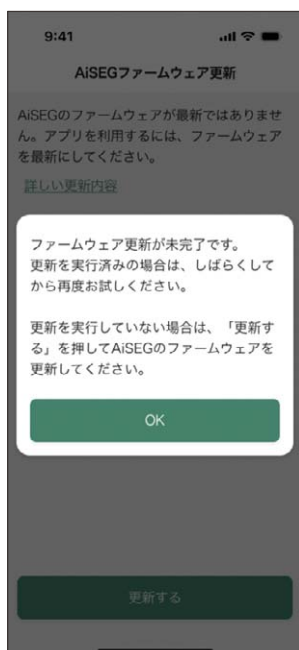 9:41
AiSEGファームウェア更新
AiSEGのファームウェアが最新ではありませ
ん。アプリを利用するには、ファームウェア
を最新にしてください。
詳しい更新内容
ファームウェア更新が未完了です。
更新を実行済みの場合は、しばらくして
から再度お試しください。
更新を実行していない場合は、「更新す
る」を押してAiSEGのファームウェアを
更新してください。
OK
更新する